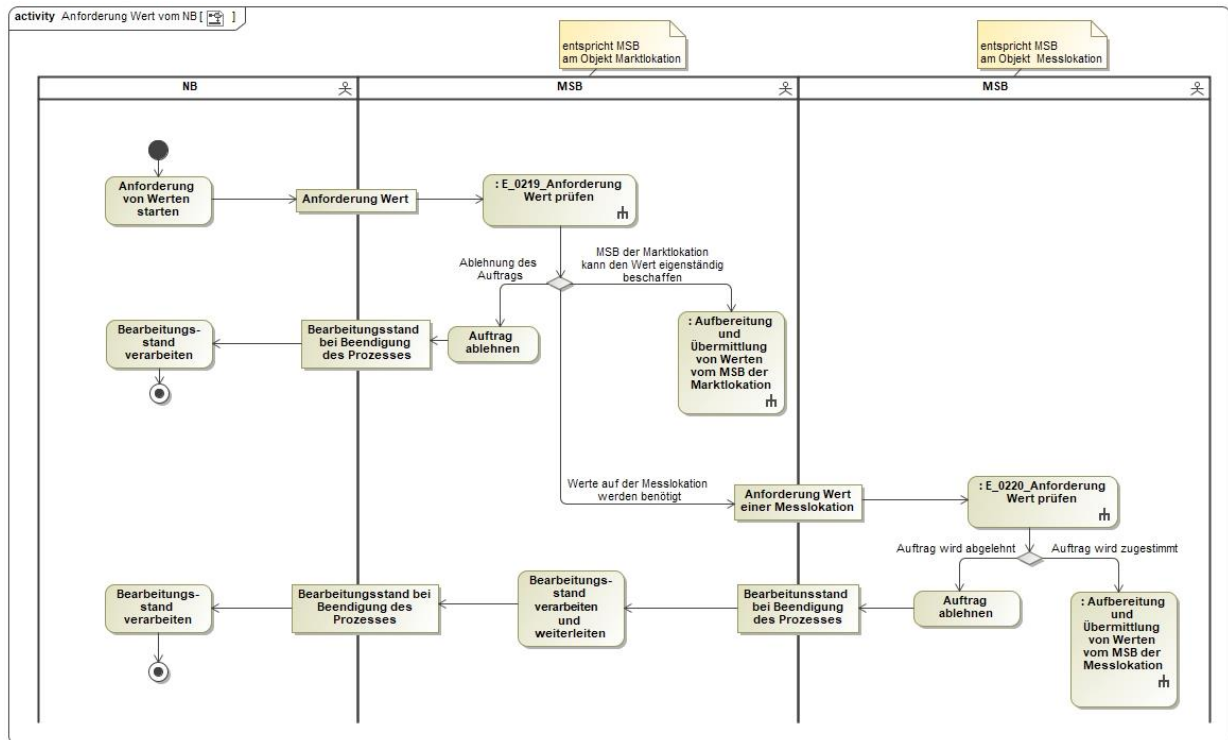 activity Anforderung Wert vom NB [ ]
entspricht MSB
am Objekt Marktlokation
entspricht MSB
am Objekt Messlokation
NB
MSB
MSB
Anforderung
von Werten
starten
Anforderung Wert
: E_0219_Anforderung
Wert prüfen
Ablehnung des
Auftrags
MSB der Marktlokation
kann den Wert eigenständig
beschaffen
Bearbeitungs-
stand
verarbeiten
Bearbeitungsstand
bei Beendigung
des Prozesses
Auftrag
ablehnen
: Aufbereitung
und
Übermittlung
von Werten
vom MSB der
Marktlokation
Werte auf der Messlokation
werden benötigt
Anforderung Wert
einer Messlokation
: E_0220_Anforderung
Wert prüfen
Auftrag wird abgelehnt
Auftrag wird zugestimmt
Bearbeitungs-
stand
verarbeiten
Bearbeitungsstand bei
Beendigung des
Prozesses
Bearbeitungs-
stand
verarbeiten
und
weiterleiten
Bearbeitunsstand
bei Beendigung
des Prozesses
Auftrag
ablehnen
: Aufbereitung
und
Übermittlung
von Werten
vom MSB der
Messlokation